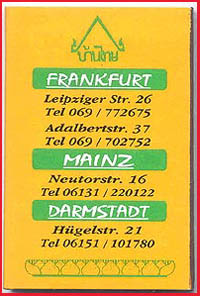 บ้านไทย
FRANKFURT
Leipziger Str. 26
Tel 069 / 772675
Adalbertstr. 37
Tel 069 / 702752
MAINZ
Neutorstr. 16
Tel 06131 / 220122
DARMSTADT
Hügelstr. 21
Tel 06151 / 101780